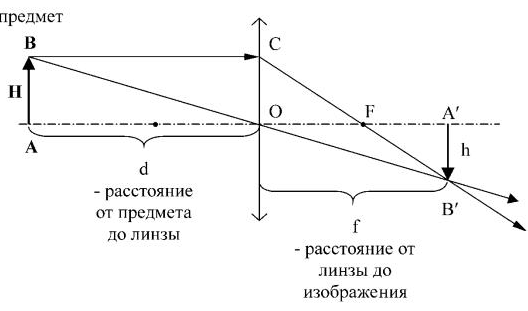 предмет
B
C
H
O
F
A′
A
h
d
- расстояние
от предмета
до линзы
B′
f
- расстояние от
линзы до
изображения